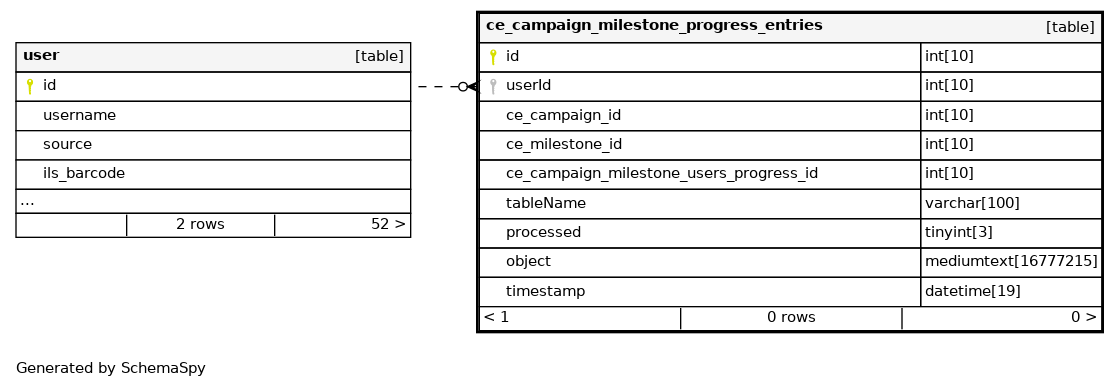 user [table]
id
username
source
ils_barcode
...
2 rows 52 >
ce_campaign_milestone_progress_entries [table]
id int[10]
userId int[10]
ce_campaign_id int[10]
ce_milestone_id int[10]
ce_campaign_milestone_users_progress_id int[10]
tableName varchar[100]
processed tinyint[3]
object mediumtext[16777215]
timestamp datetime[19]
< 1 0 rows 0 >
Generated by SchemaSpy